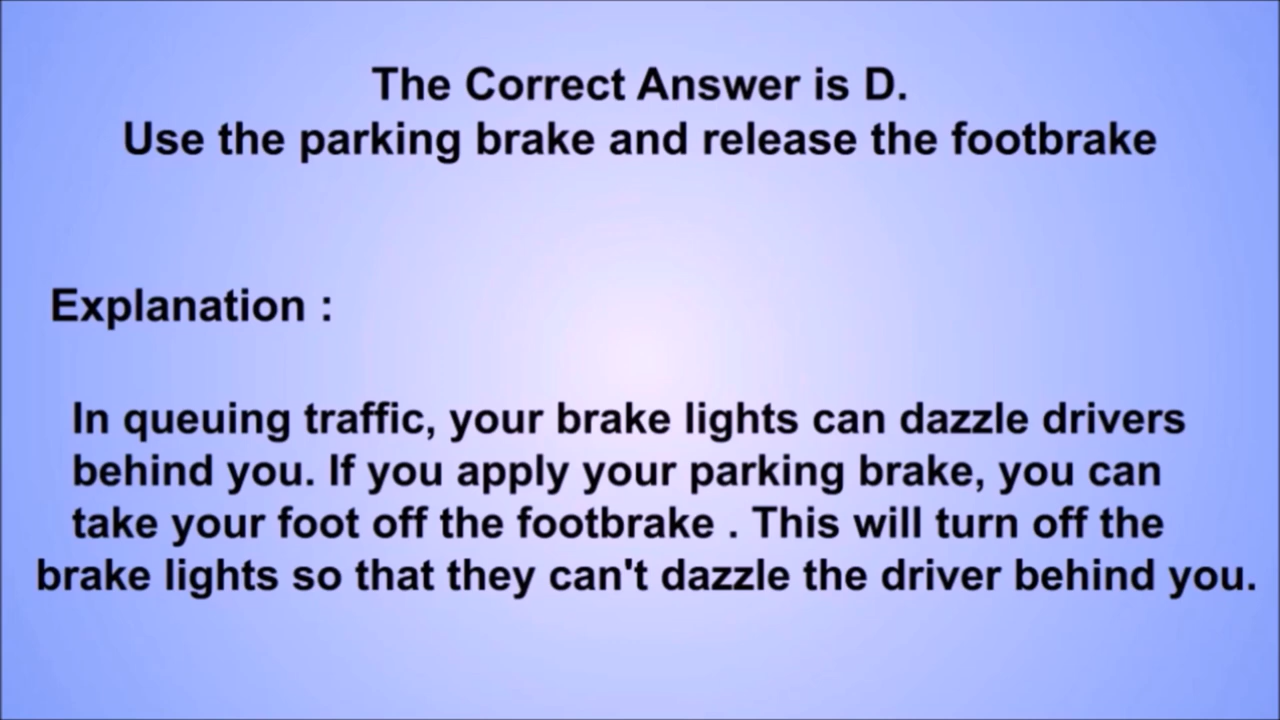 The Correct Answer is D.
Use the parking brake and release the footbrake
Explanation :
In queuing traffic, your brake lights can dazzle drivers
behind you. If you apply your parking brake, you can
take your foot off the footbrake . This will turn off the
brake lights so that they can't dazzle the driver behind you.